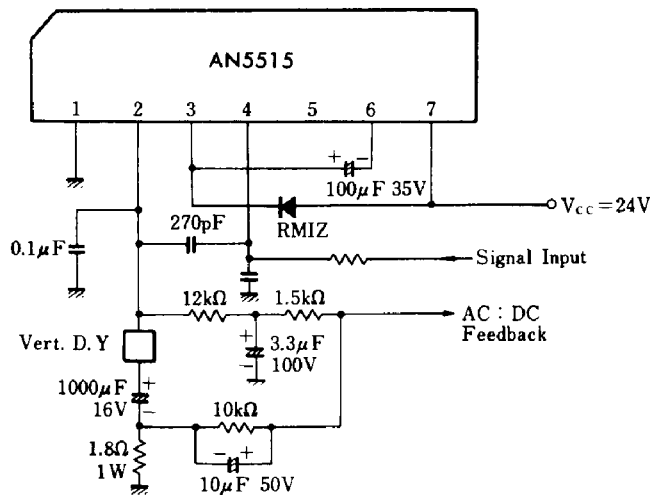 AN5515
1 2 3 4 5 6 7
+ −
100μF 35V
270pF
RMIZ
Vcc=24V
0.1μF
Signal Input
12kΩ 1.5kΩ
AC : DC
Feedback
Vert. D.Y
+
−
3.3μF
100V
1000μF
16V
+
−
10kΩ
1.8Ω
1W
− +
10μF 50V